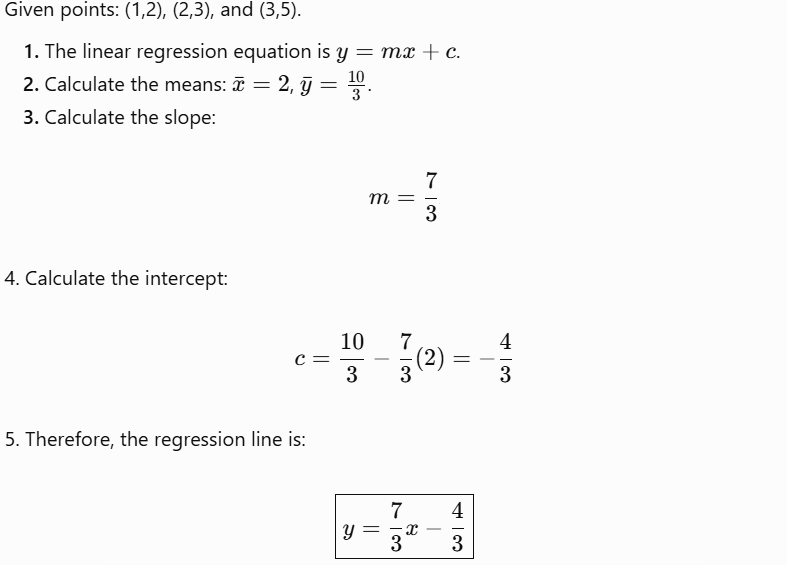 Given points: (1,2), (2,3), and (3,5).
1. The linear regression equation is y = mx + c.
2. Calculate the means: x̄ = 2, ȳ = 10/3.
3. Calculate the slope:
m = 7/3
4. Calculate the intercept:
c = 10/3 − 7/3(2) = −4/3
5. Therefore, the regression line is:
y = 7/3x − 4/3